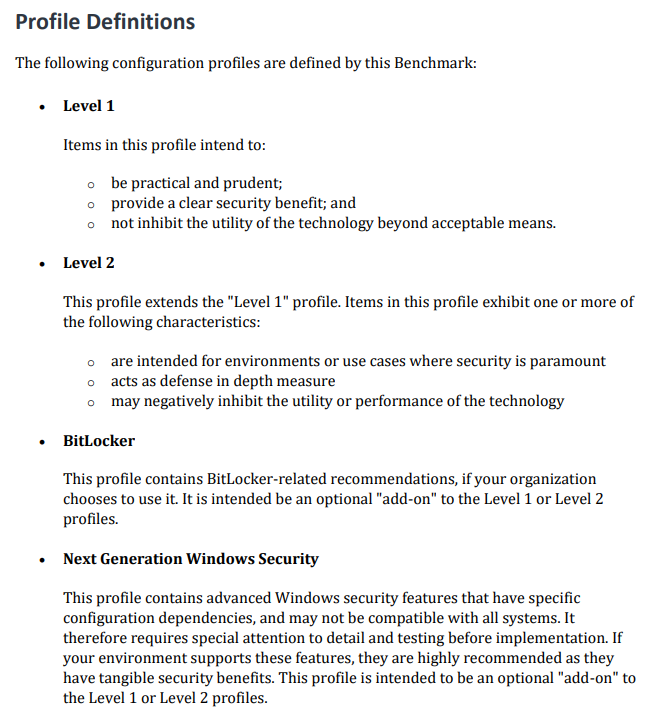 Profile Definitions
The following configuration profiles are defined by this Benchmark:
• Level 1
Items in this profile intend to:
o be practical and prudent;
o provide a clear security benefit; and
o not inhibit the utility of the technology beyond acceptable means.
• Level 2
This profile extends the "Level 1" profile. Items in this profile exhibit one or more of
the following characteristics:
o are intended for environments or use cases where security is paramount
o acts as defense in depth measure
o may negatively inhibit the utility or performance of the technology
• BitLocker
This profile contains BitLocker-related recommendations, if your organization
chooses to use it. It is intended be an optional "add-on" to the Level 1 or Level 2
profiles.
• Next Generation Windows Security
This profile contains advanced Windows security features that have specific
configuration dependencies, and may not be compatible with all systems. It
therefore requires special attention to detail and testing before implementation. If
your environment supports these features, they are highly recommended as they
have tangible security benefits. This profile is intended to be an optional "add-on" to
the Level 1 or Level 2 profiles.